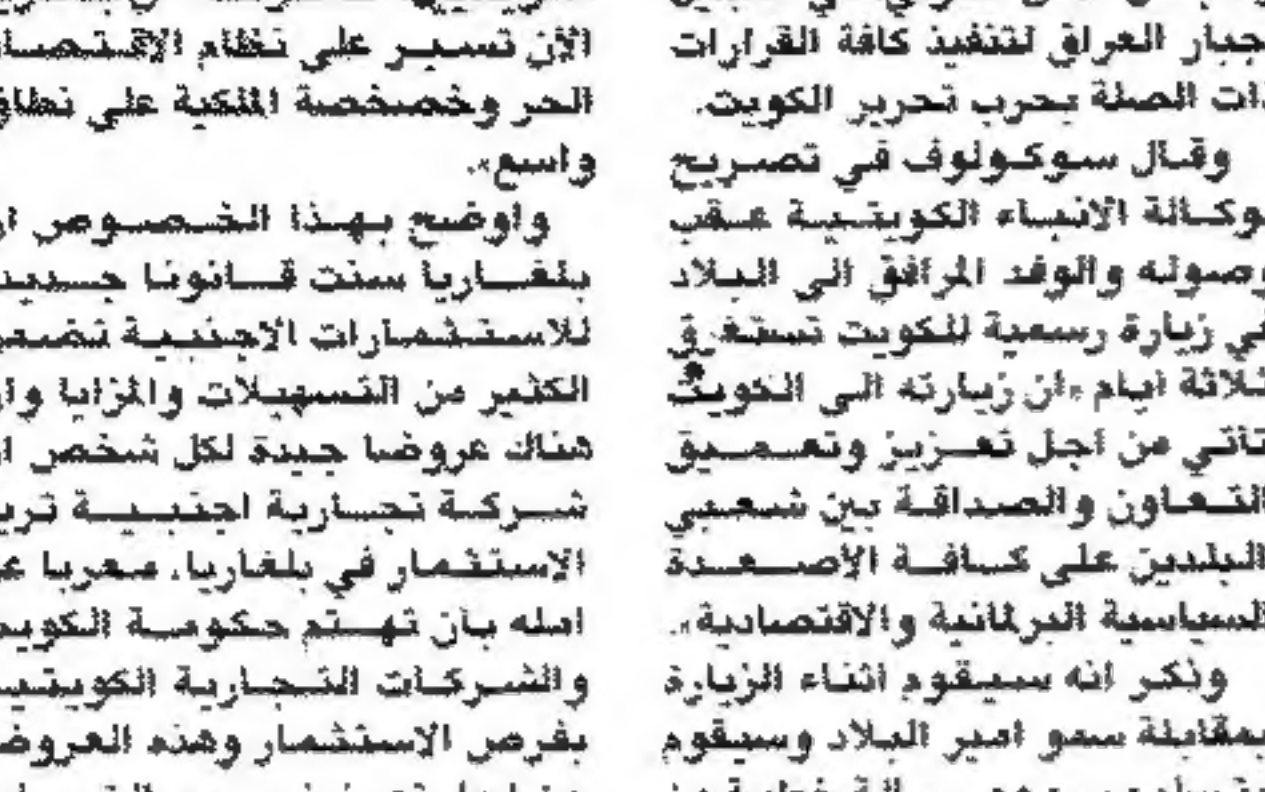 جبار العراق لتنفيذ كافة القرارات
ذات الصلة بحرب تحرير الكويت.
وقال سوكولوف في تصريح
لوكالة الانباء الكويتية عقب
وصوله والوفد المرافق الى البلاد
في زيارة رسمية للكويت تستغرق
ثلاثة ايام «ان زيارته الى الكويت
تأتي من اجل تعزيز وتعميق
التعاون والصداقة بين شعبي
البلدين على كافة الاصعدة
السياسية البرلمانية والاقتصادية».
وذكر انه سيقوم اثناء الزيارة
بمقابلة سمو امير البلاد وسيقوم
الآن تسير على نظام الاقتصا
الحر وخصخصة الملكية على نطاق
واسع».
واوضح بهذا الخصوص ان
بلغاريا سنت قانونا جديد
للاستثمارات الاجنبية تضمن
الكثير من التسهيلات والمزايا وان
هناك عروضا جيدة لكل شخص او
شركة تجارية اجنبية تريد
الاستثمار في بلغاريا. معربا عن
امله بأن تهتم حكومة الكويت
والشركات التجارية الكويتية
بفرص الاستثمار وهذه العروض